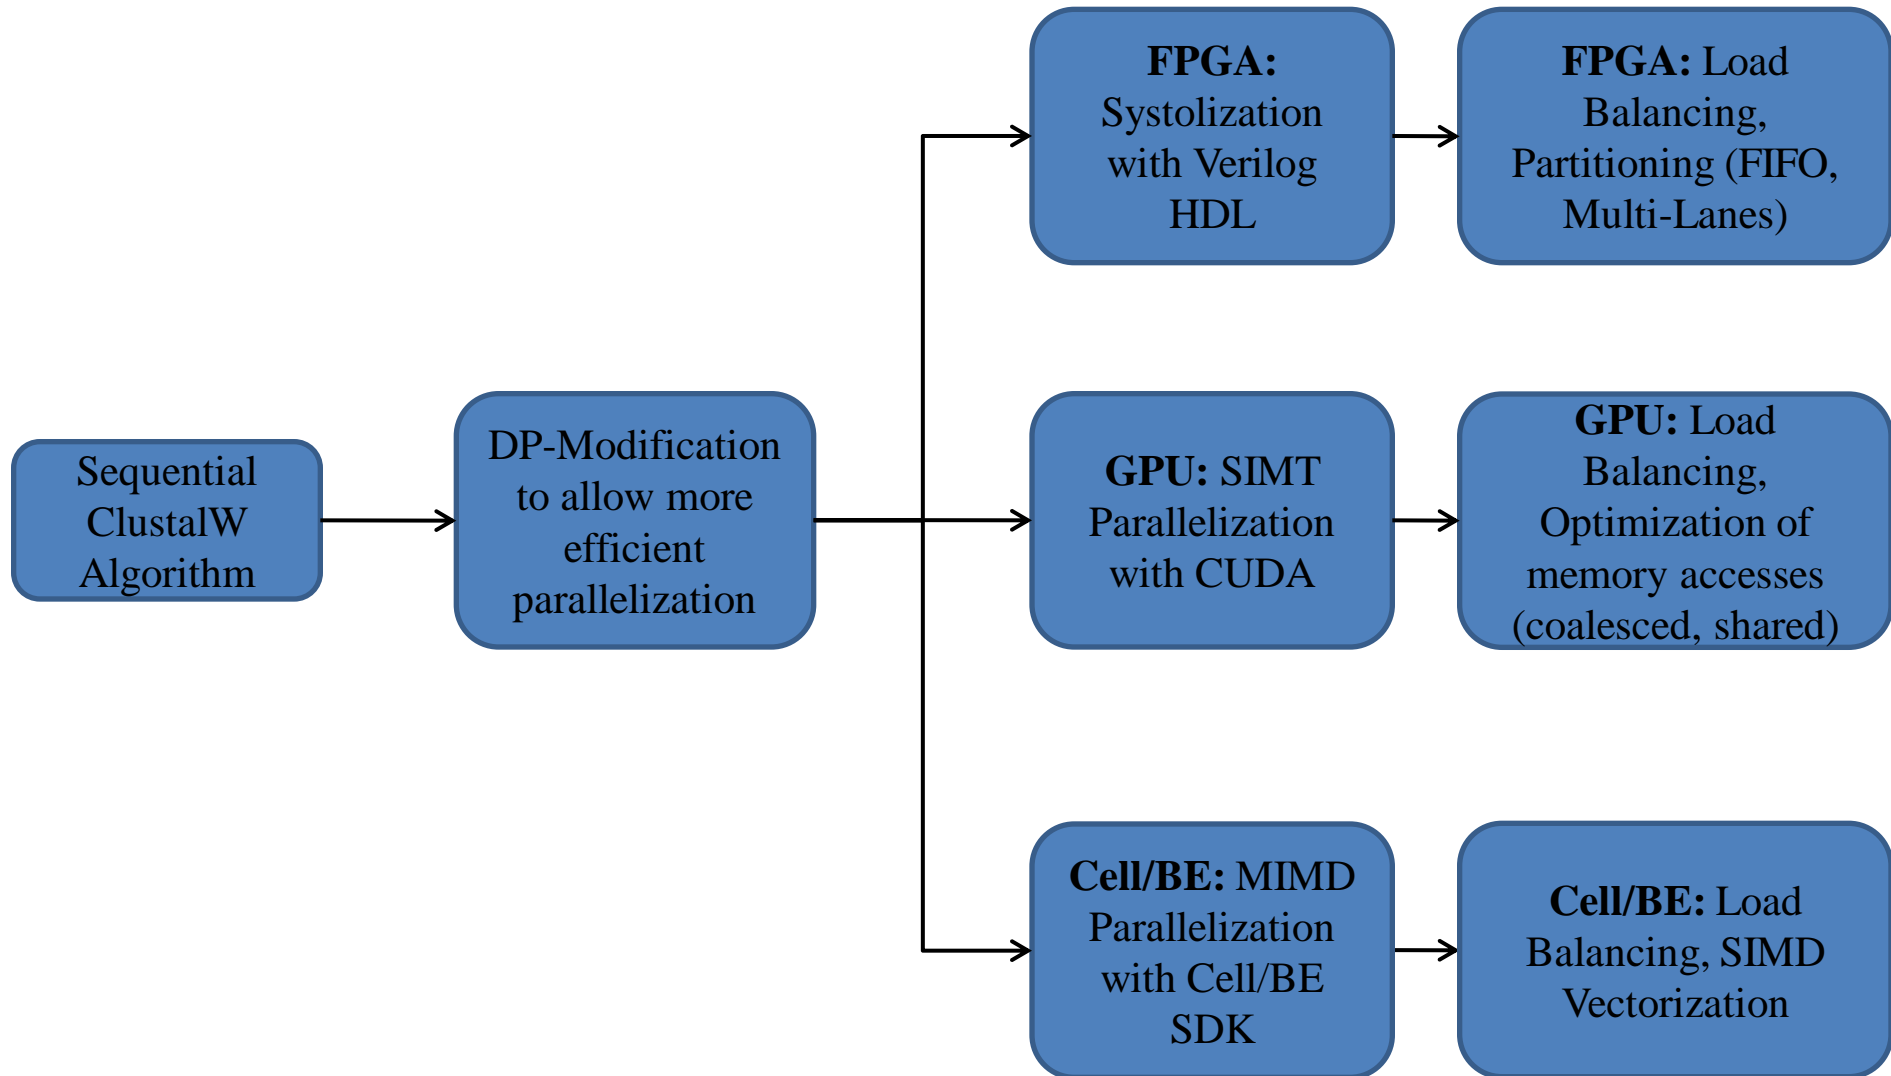 Sequential
ClustalW
Algorithm
DP-Modification
to allow more
efficient
parallelization
FPGA:
Systolization
with Verilog
HDL
FPGA: Load
Balancing,
Partitioning (FIFO,
Multi-Lanes)
GPU: SIMT
Parallelization
with CUDA
GPU: Load
Balancing,
Optimization of
memory accesses
(coalesced, shared)
Cell/BE: MIMD
Parallelization
with Cell/BE
SDK
Cell/BE: Load
Balancing, SIMD
Vectorization